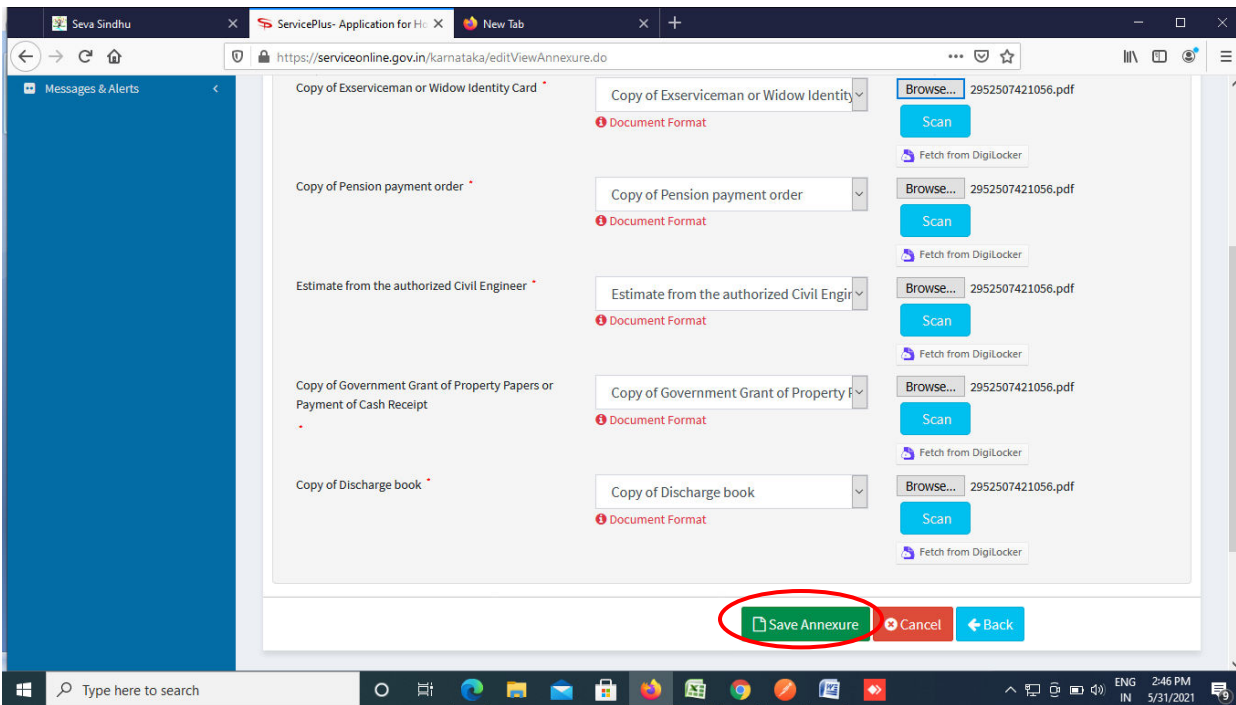 Seva Sindhu
ServicePlus- Application for Ho
New Tab
https://serviceonline.gov.in/karnataka/editViewAnnexure.do
Messages & Alerts
Copy of Exserviceman or Widow Identity Card *
Copy of Exserviceman or Widow Identity
Browse... 2952507421056.pdf
Document Format
Scan
Fetch from DigiLocker
Copy of Pension payment order *
Copy of Pension payment order
Browse... 2952507421056.pdf
Document Format
Scan
Fetch from DigiLocker
Estimate from the authorized Civil Engineer *
Estimate from the authorized Civil Engir
Browse... 2952507421056.pdf
Document Format
Scan
Fetch from DigiLocker
Copy of Government Grant of Property Papers or
Payment of Cash Receipt
*
Copy of Government Grant of Property P
Browse... 2952507421056.pdf
Document Format
Scan
Fetch from DigiLocker
Copy of Discharge book *
Copy of Discharge book
Browse... 2952507421056.pdf
Document Format
Scan
Fetch from DigiLocker
Save Annexure
Cancel
Back
Type here to search
ENG
IN
2:46 PM
5/31/2021
9